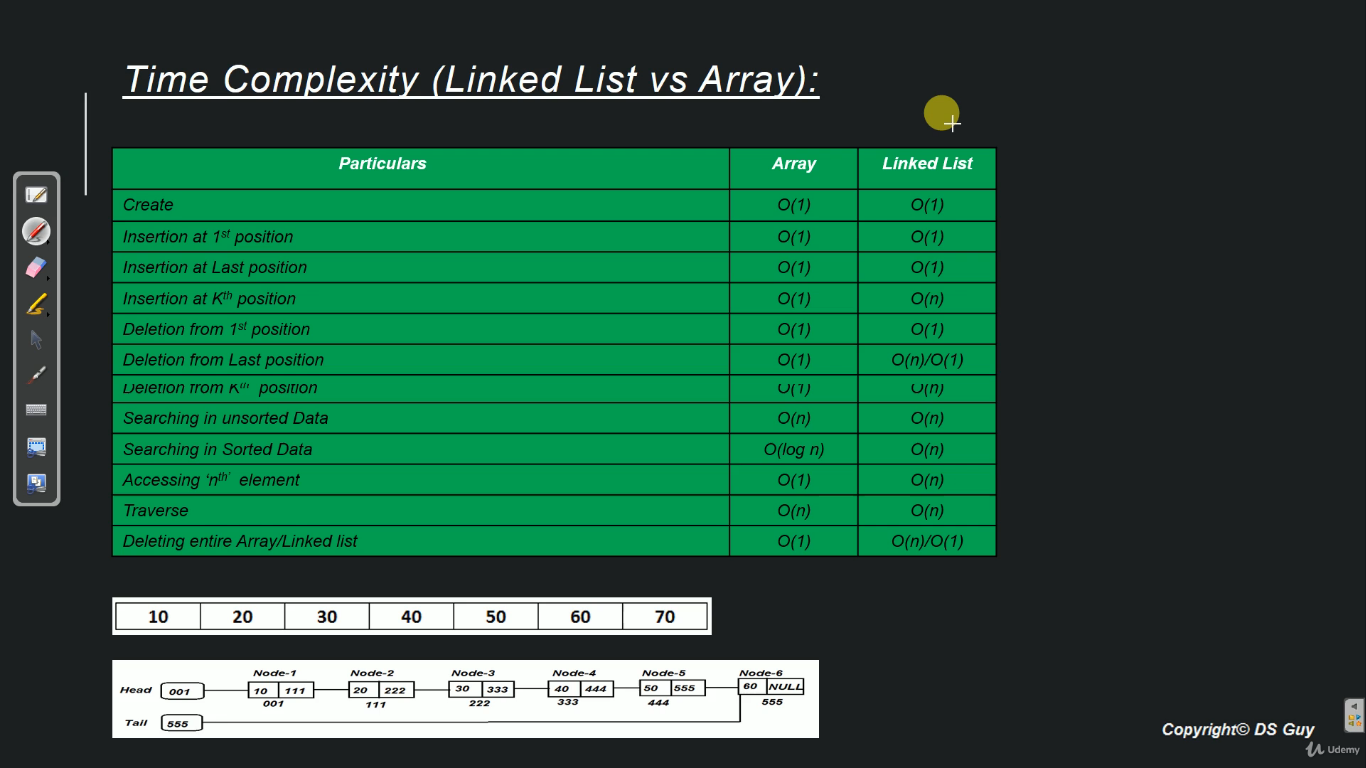 Time Complexity (Linked List vs Array):
Particulars Array Linked List
Create O(1) O(1)
Insertion at 1st position O(1) O(1)
Insertion at Last position O(1) O(1)
Insertion at Kth position O(1) O(n)
Deletion from 1st position O(1) O(1)
Deletion from Last position O(1) O(n)/O(1)
Deletion from Kth position O(1) O(n)
Searching in unsorted Data O(n) O(n)
Searching in Sorted Data O(log n) O(n)
Accessing ‘nth’ element O(1) O(n)
Traverse O(n) O(n)
Deleting entire Array/Linked list O(1) O(n)/O(1)
10 20 30 40 50 60 70
Node-1 Node-2 Node-3 Node-4 Node-5 Node-6
Head 001 10 111 20 222 30 333 40 444 50 555 60 NULL
001 111 222 333 444 555
Tail 555
Copyright© DS Guy
Udemy